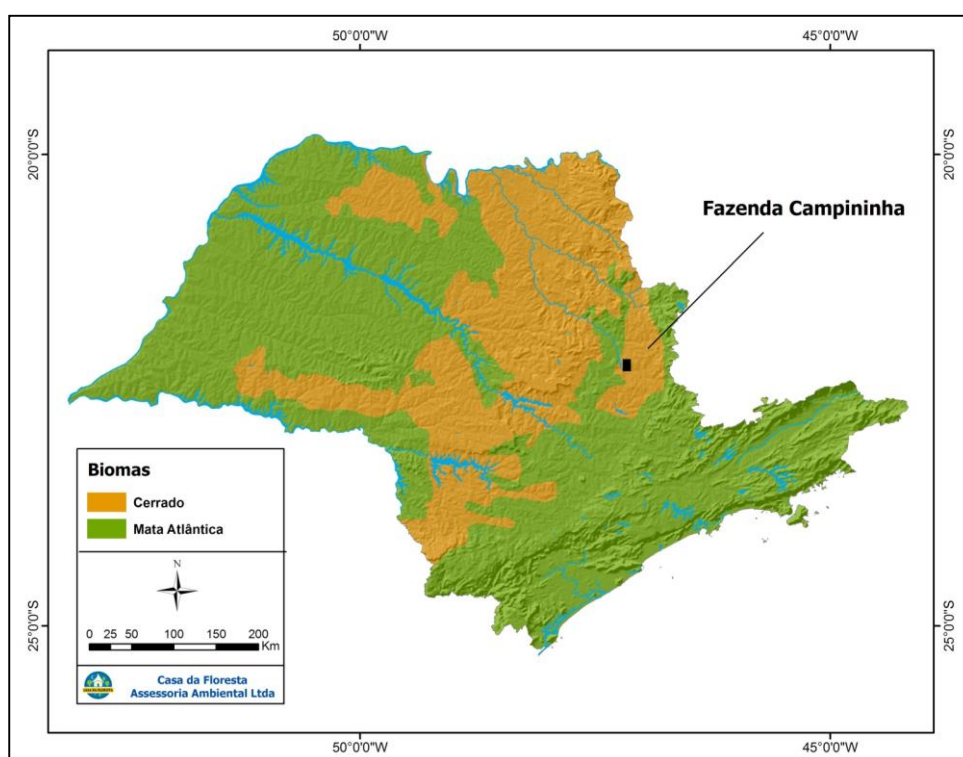 50°0'0"W
45°0'0"W
20°0'0"S
20°0'0"S
Fazenda Campininha
Biomas
Cerrado
Mata Atlântica
N
0 25 50 100 150 200
Km
Casa da Floresta
Assessoria Ambiental Ltda
25°0'0"S
25°0'0"S
50°0'0"W
45°0'0"W